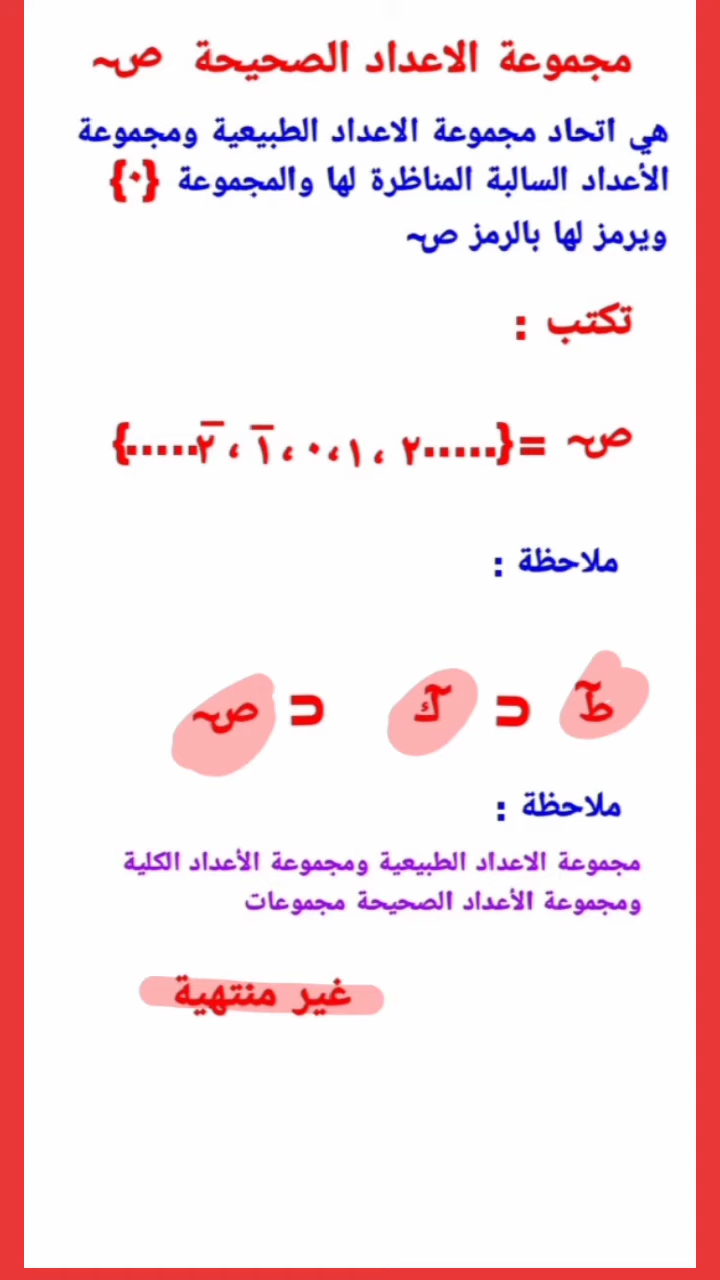 مجموعة الاعداد الصحيحة ص~
هي اتحاد مجموعة الاعداد الطبيعية ومجموعة
الأعداد السالبة المناظرة لها والمجموعة {٠}
ويرمز لها بالرمز ص~
تكتب :
ص~ ={.....٢ ، ١،٠، ١̅ ، ٢̅.....}
ملاحظة :
ط~ ⊂ ك~ ⊂ ص~
ملاحظة :
مجموعة الاعداد الطبيعية ومجموعة الأعداد الكلية
ومجموعة الأعداد الصحيحة مجموعات
غير منتهية